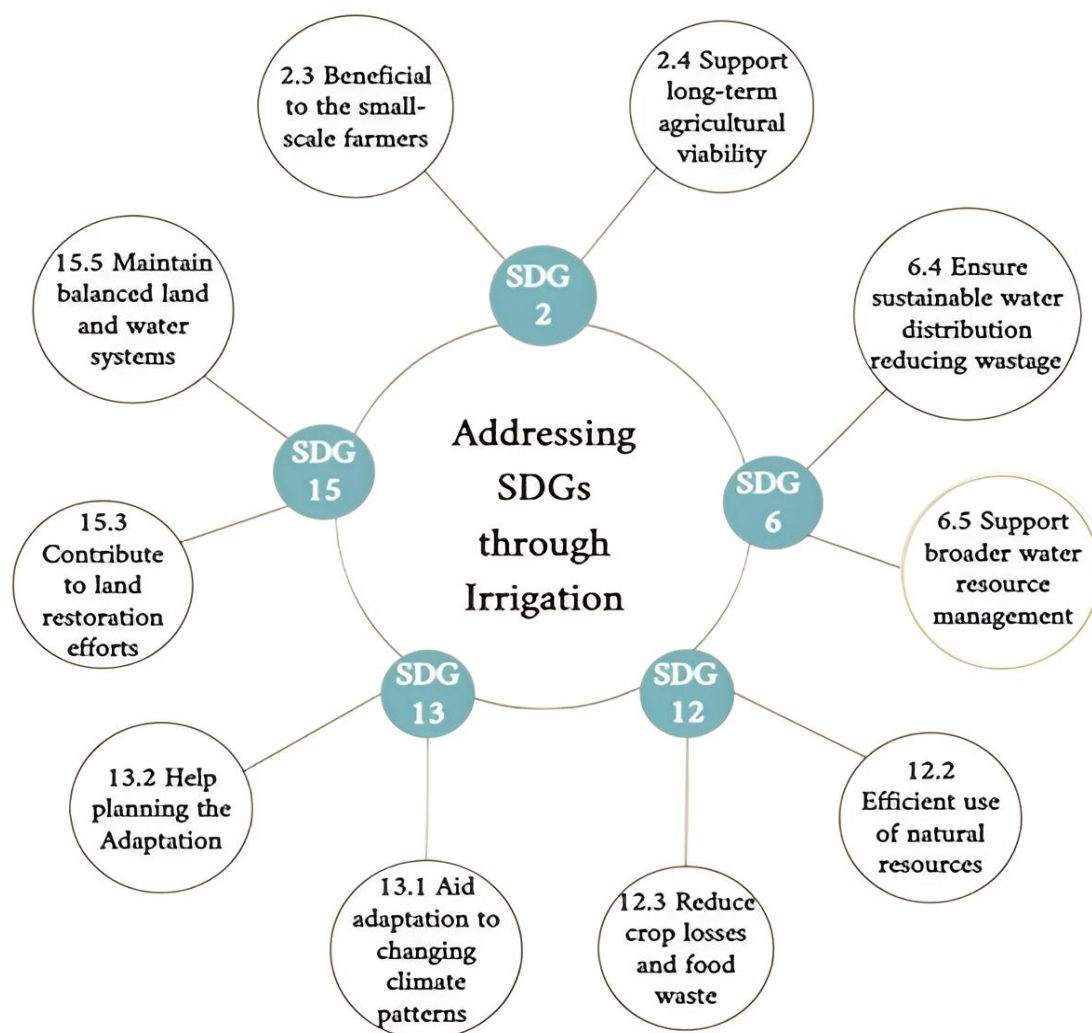 2.3 Beneficial
to the small-
scale farmers
2.4 Support
long-term
agricultural
viability
15.5 Maintain
balanced land
and water
systems
SDG
2
6.4 Ensure
sustainable water
distribution
reducing wastage
SDG
15
Addressing
SDGs
through
Irrigation
SDG
6
15.3
Contribute
to land
restoration
efforts
6.5 Support
broader water
resource
management
SDG
13
SDG
12
13.2 Help
planning the
Adaptation
12.2
Efficient use
of natural
resources
13.1 Aid
adaptation to
changing
climate
patterns
12.3 Reduce
crop losses
and food
waste